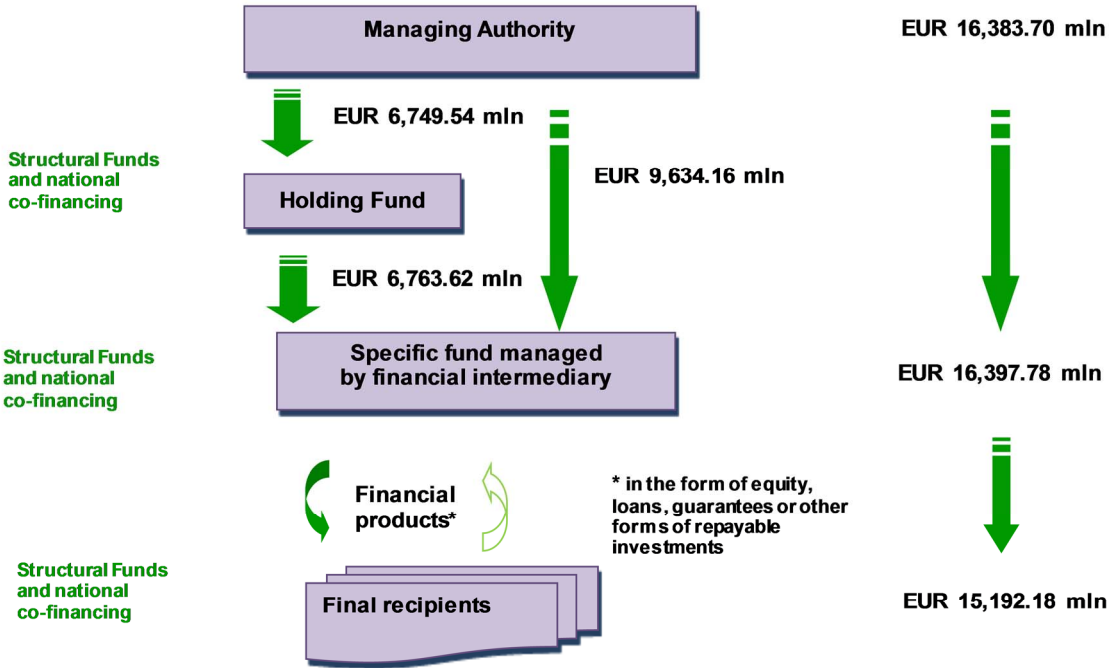 Managing Authority
EUR 16,383.70 mln
EUR 6,749.54 mln
Structural Funds
and national
co-financing
EUR 9,634.16 mln
Holding Fund
EUR 6,763.62 mln
Structural Funds
and national
co-financing
Specific fund managed
by financial intermediary
EUR 16,397.78 mln
Financial
products*
* in the form of equity,
loans, guarantees or other
forms of repayable
investments
Structural Funds
and national
co-financing
Final recipients
EUR 15,192.18 mln